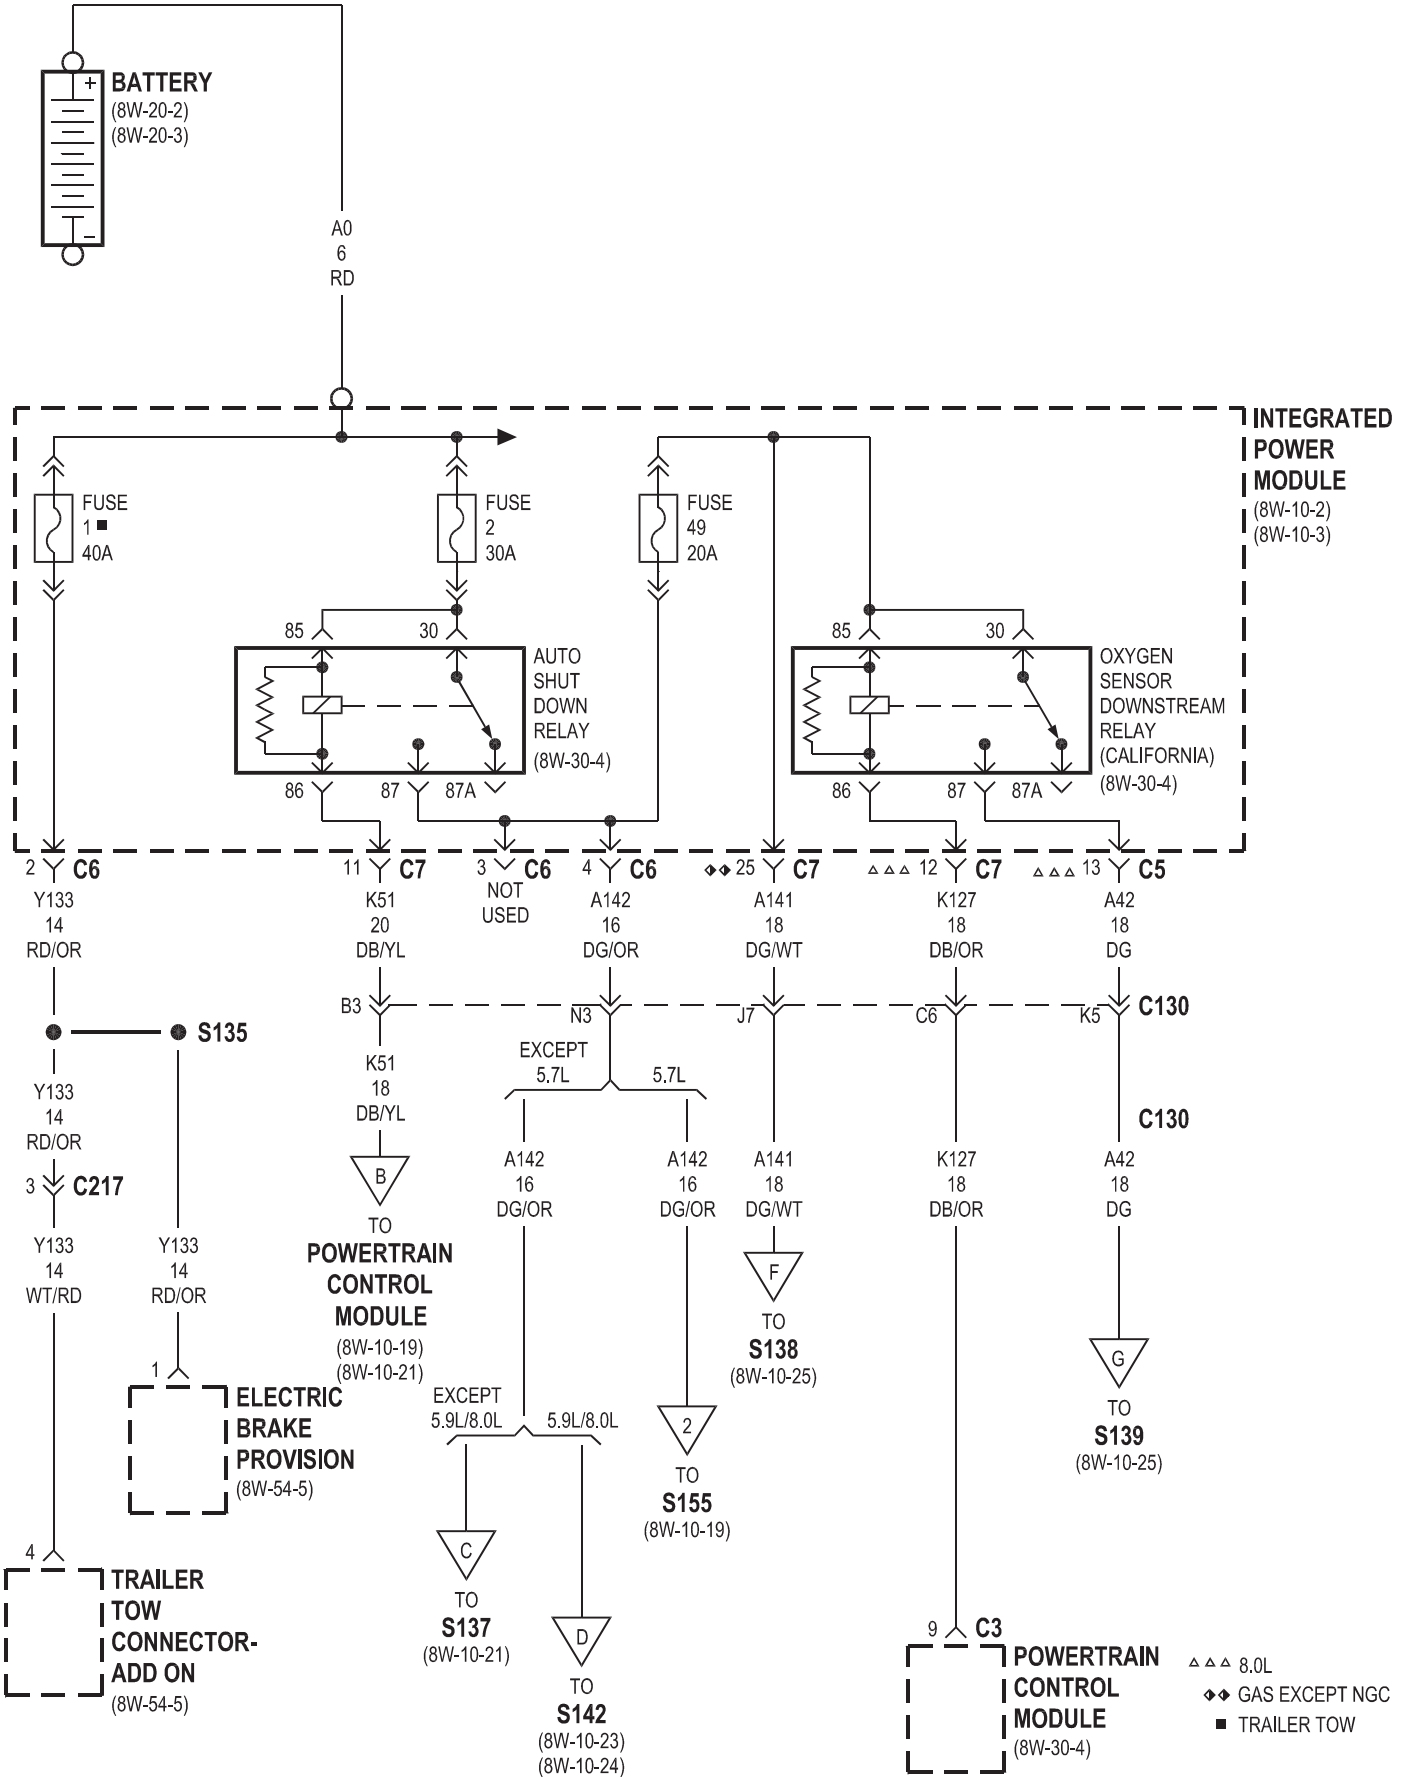 +
BATTERY
(8W-20-2)
(8W-20-3)
−
A0
6
RD
INTEGRATED
POWER
MODULE
(8W-10-2)
(8W-10-3)
FUSE
1 ■
40A
FUSE
2
30A
FUSE
49
20A
85
30
AUTO
SHUT
DOWN
RELAY
(8W-30-4)
86
87
87A
85
30
OXYGEN
SENSOR
DOWNSTREAM
RELAY
(CALIFORNIA)
(8W-30-4)
86
87
87A
2 C6
11 C7
3 C6
4 C6
25 C7
12 C7
13 C5
Y133
14
RD/OR
K51
20
DB/YL
NOT
USED
A142
16
DG/OR
A141
18
DG/WT
K127
18
DB/OR
A42
18
DG
B3
N3
J7
C6
K5
C130
S135
Y133
14
RD/OR
K51
18
DB/YL
EXCEPT
5.7L
5.7L
C130
3 C217
B
TO
POWERTRAIN
CONTROL
MODULE
(8W-10-19)
(8W-10-21)
A142
16
DG/OR
A142
16
DG/OR
A141
18
DG/WT
K127
18
DB/OR
A42
18
DG
Y133
14
WT/RD
Y133
14
RD/OR
F
TO
S138
(8W-10-25)
G
TO
S139
(8W-10-25)
1
ELECTRIC
BRAKE
PROVISION
(8W-54-5)
EXCEPT
5.9L/8.0L
5.9L/8.0L
2
TO
S155
(8W-10-19)
4
TRAILER
TOW
CONNECTOR-
ADD ON
(8W-54-5)
C
TO
S137
(8W-10-21)
D
TO
S142
(8W-10-23)
(8W-10-24)
9 C3
POWERTRAIN
CONTROL
MODULE
(8W-30-4)
8.0L
GAS EXCEPT NGC
■ TRAILER TOW